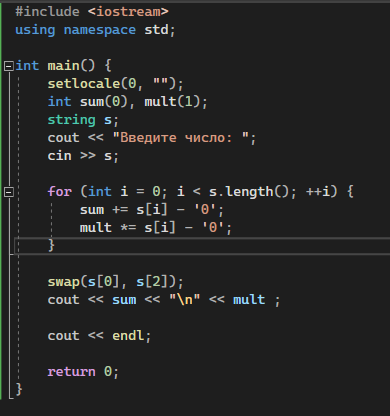 #include <iostream>
using namespace std;
int main() {
setlocale(0, "");
int sum(0), mult(1);
string s;
cout << "Введите число: ";
cin >> s;
for (int i = 0; i < s.length(); ++i) {
sum += s[i] - '0';
mult *= s[i] - '0';
}
swap(s[0], s[2]);
cout << sum << "\n" << mult ;
cout << endl;
return 0;
}